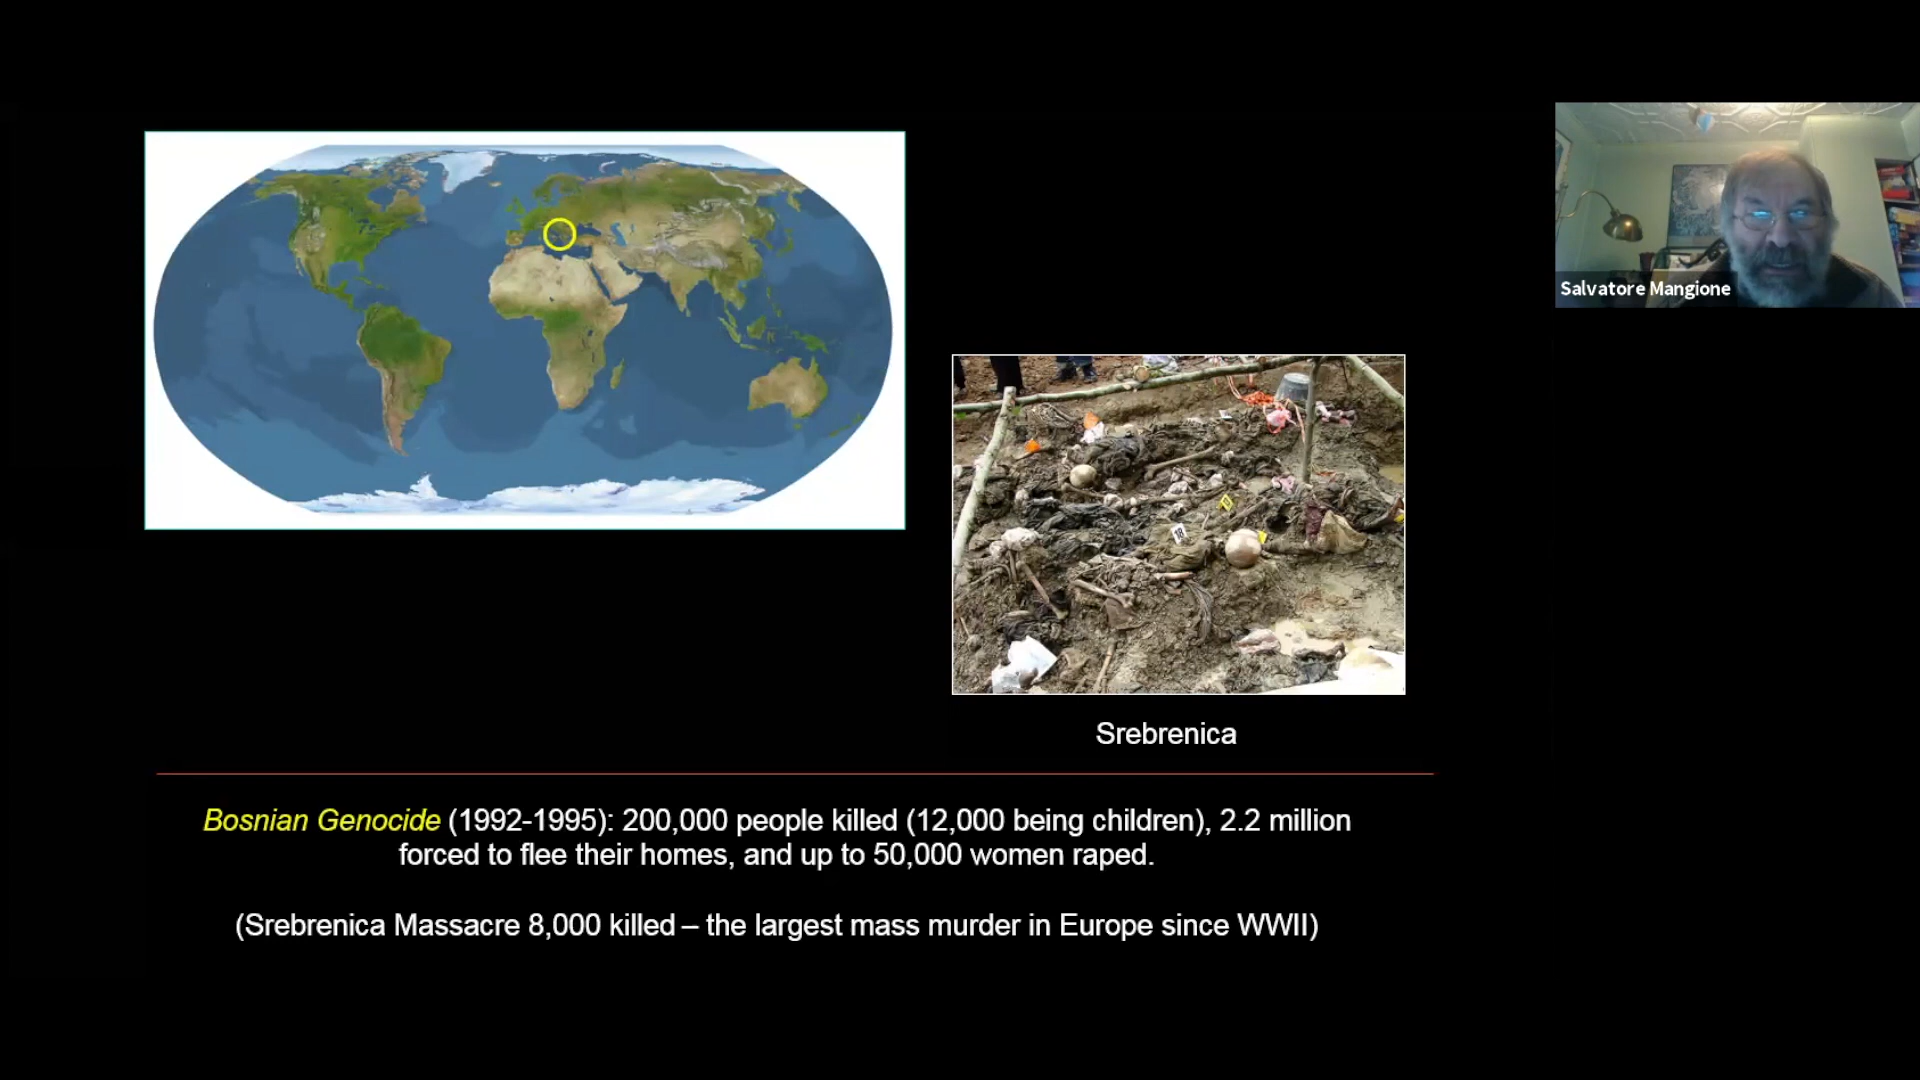 Salvatore Mangione
Srebrenica
Bosnian Genocide (1992-1995): 200,000 people killed (12,000 being children), 2.2 million
forced to flee their homes, and up to 50,000 women raped.
(Srebrenica Massacre 8,000 killed – the largest mass murder in Europe since WWII)